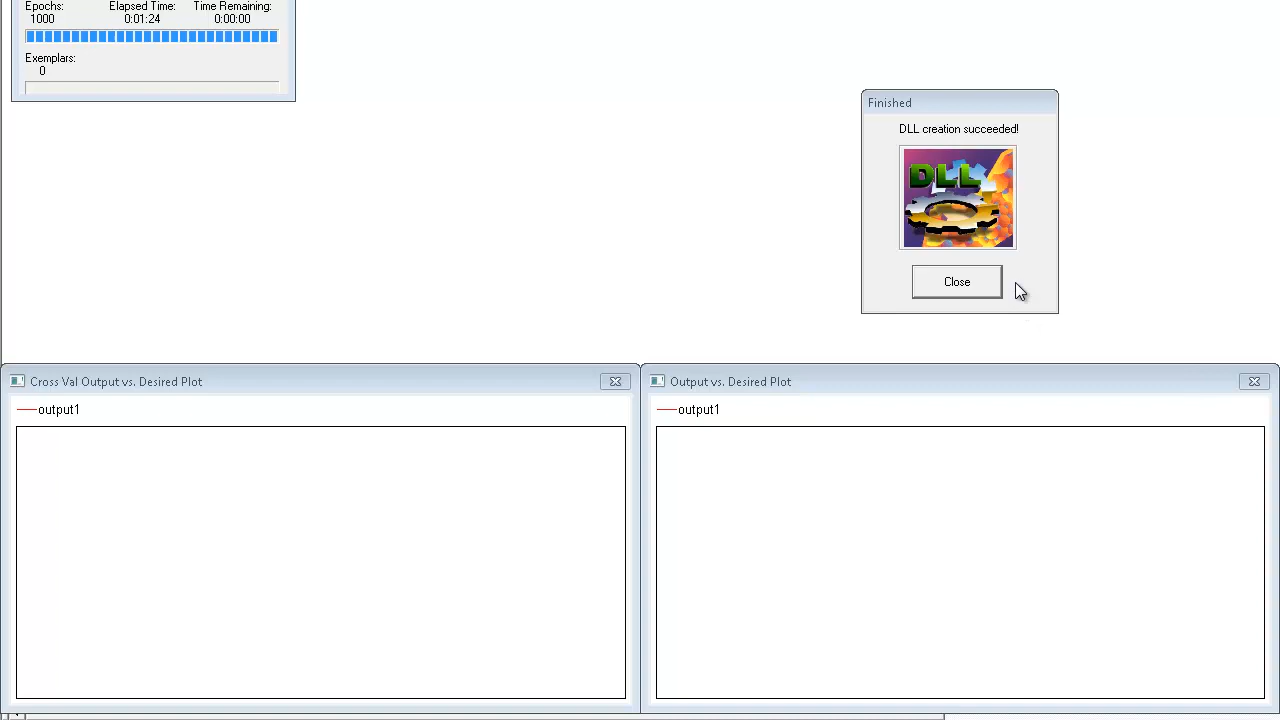 Epochs: Elapsed Time: Time Remaining:
1000 0:01:24 0:00:00
Exemplars:
0
Finished
DLL creation succeeded!
DLL
Close
Cross Val Output vs. Desired Plot
output1
Output vs. Desired Plot
output1